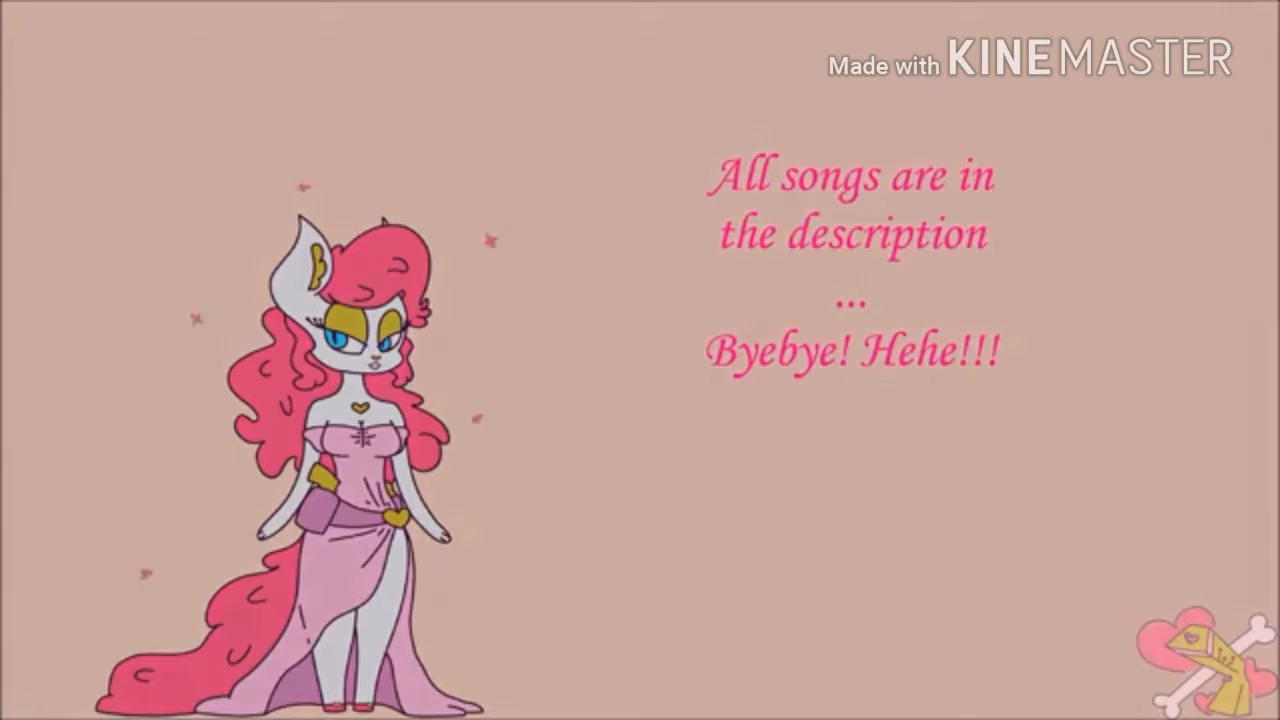 Made with KINEMASTER
All songs are in
the description
...
Byebye! Hehe!!!